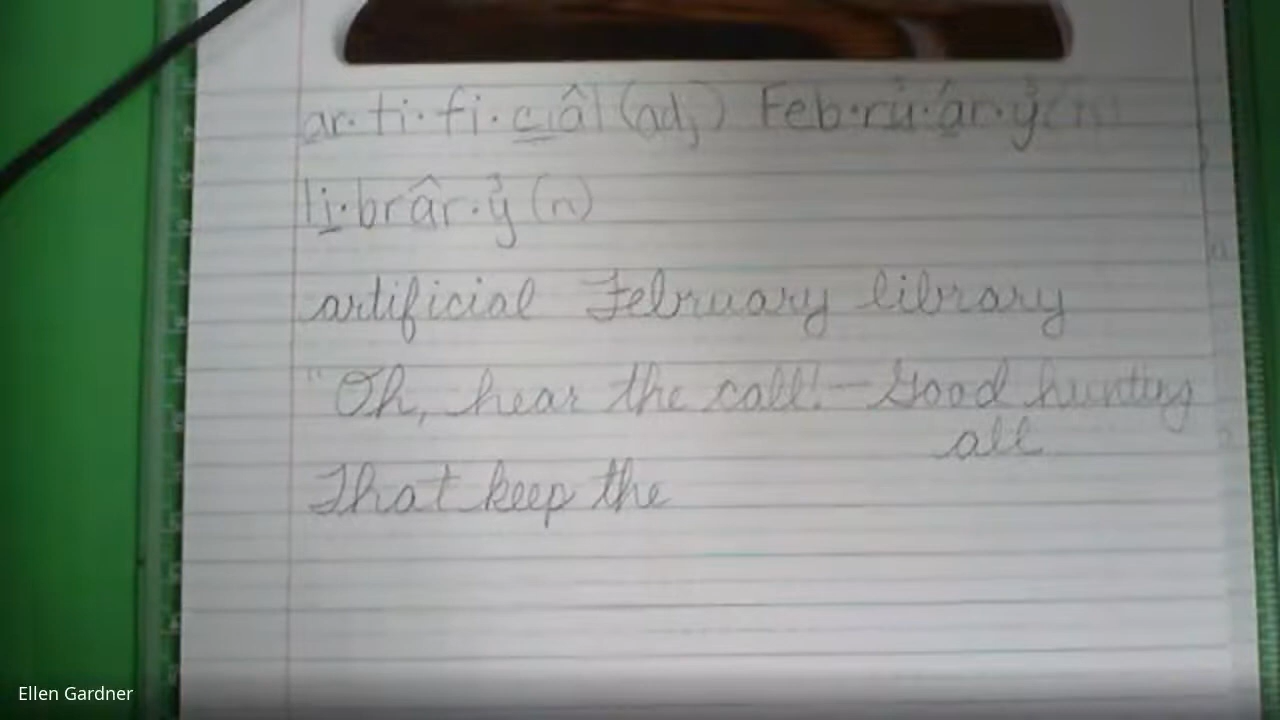 ar·ti·fi·ciâl (adj) Feb·rů·ar·ẙ (n)
li·brâr·ẙ (n)
artificial February library
"Oh, hear the call! — Good hunting
all
That keep the
Ellen Gardner